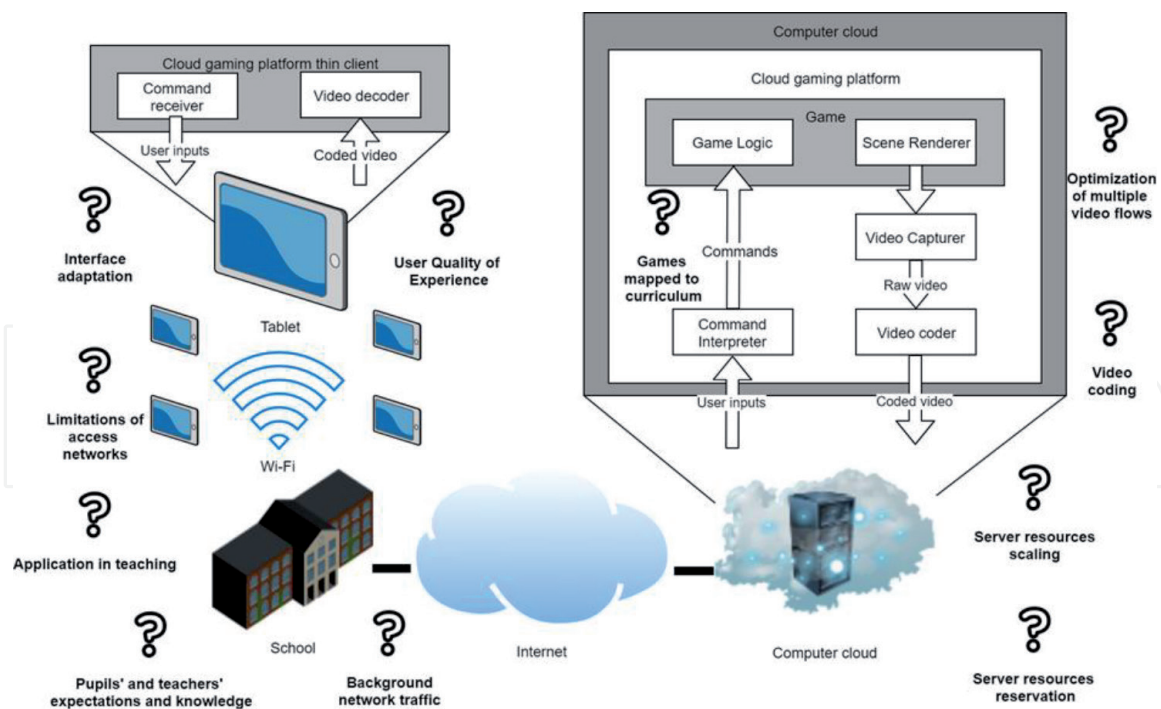 Cloud gaming platform thin client
Command
receiver
Video decoder
User inputs
Coded video
Interface
adaptation
User Quality of
Experience
Tablet
Limitations of
access
networks
Wi-Fi
Application in teaching
School
Pupils' and teachers'
expectations and knowledge
Background
network traffic
Internet
Computer cloud
Cloud gaming platform
Game
Game Logic
Scene Renderer
Games
mapped to
curriculum
Commands
Video Capturer
Raw video
Command
Interpreter
Video coder
User inputs
Coded video
Optimization
of multiple
video flows
Video
coding
Server resources
scaling
Computer cloud
Server resources
reservation
?
?
?
?
?
?
?
?
?
?
?